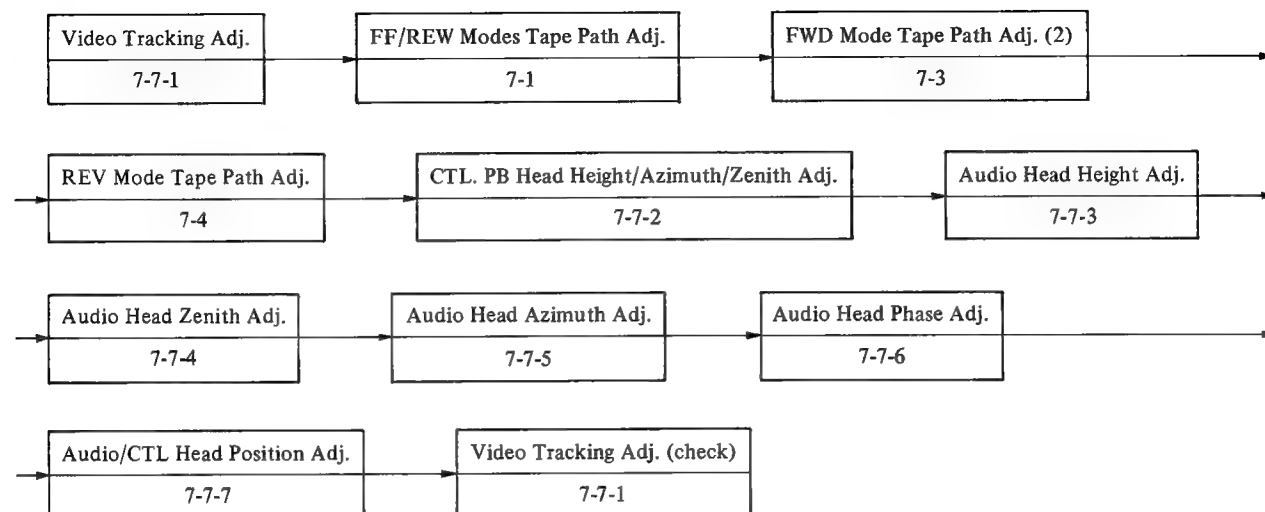 Video Tracking Adj.
7-7-1
FF/REW Modes Tape Path Adj.
7-1
FWD Mode Tape Path Adj. (2)
7-3
REV Mode Tape Path Adj.
7-4
CTL. PB Head Height/Azimuth/Zenith Adj.
7-7-2
Audio Head Height Adj.
7-7-3
Audio Head Zenith Adj.
7-7-4
Audio Head Azimuth Adj.
7-7-5
Audio Head Phase Adj.
7-7-6
Audio/CTL Head Position Adj.
7-7-7
Video Tracking Adj. (check)
7-7-1